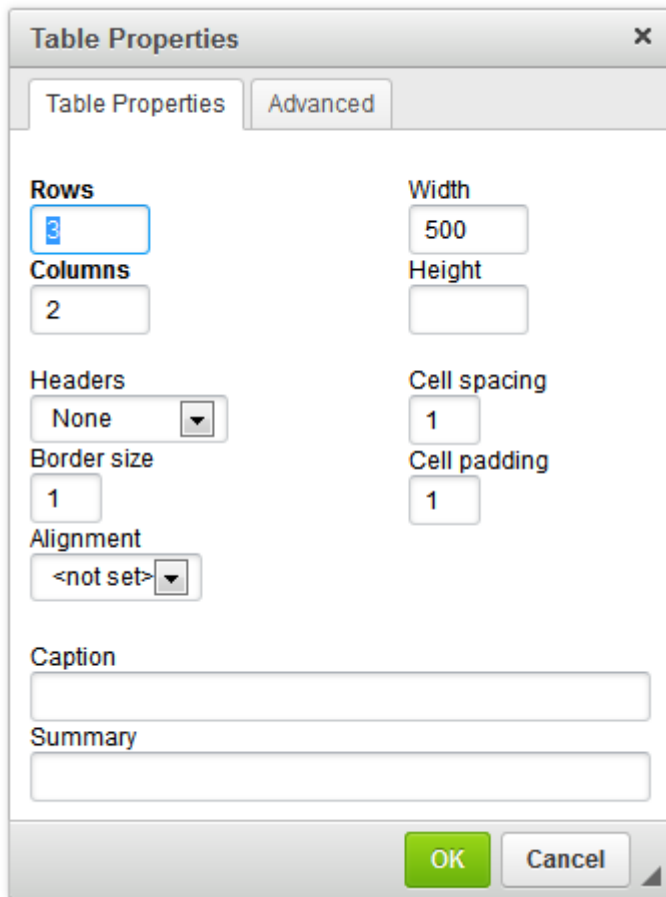 Table Properties ×
Table Properties Advanced
Rows Width
3 500
Columns Height
2
Headers Cell spacing
None 1
Border size Cell padding
1 1
Alignment
<not set>
Caption
Summary
OK Cancel